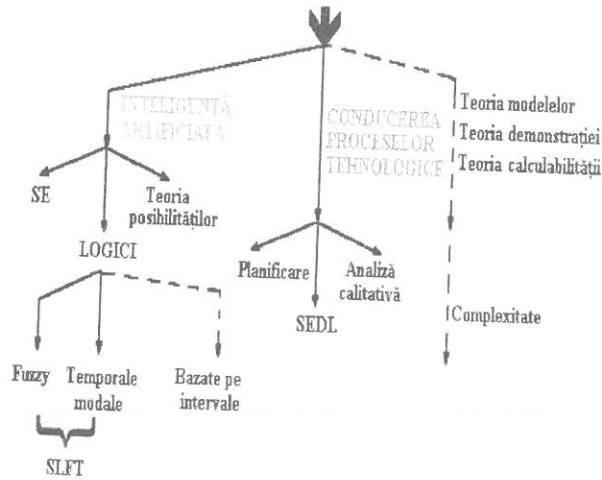 INTELIGENȚĂ
ARTIFICIALĂ
CONDUCEREA
PROCESELOR
TEHNOLOGICE
Teoria modelelor
Teoria demonstrației
Teoria calculabilității
SE
Teoria
posibilităților
LOGICI
Planificare
Analiză
calitativă
SEDL
Complexitate
Fuzzy
Temporale
modale
Bazate pe
intervale
SLFT